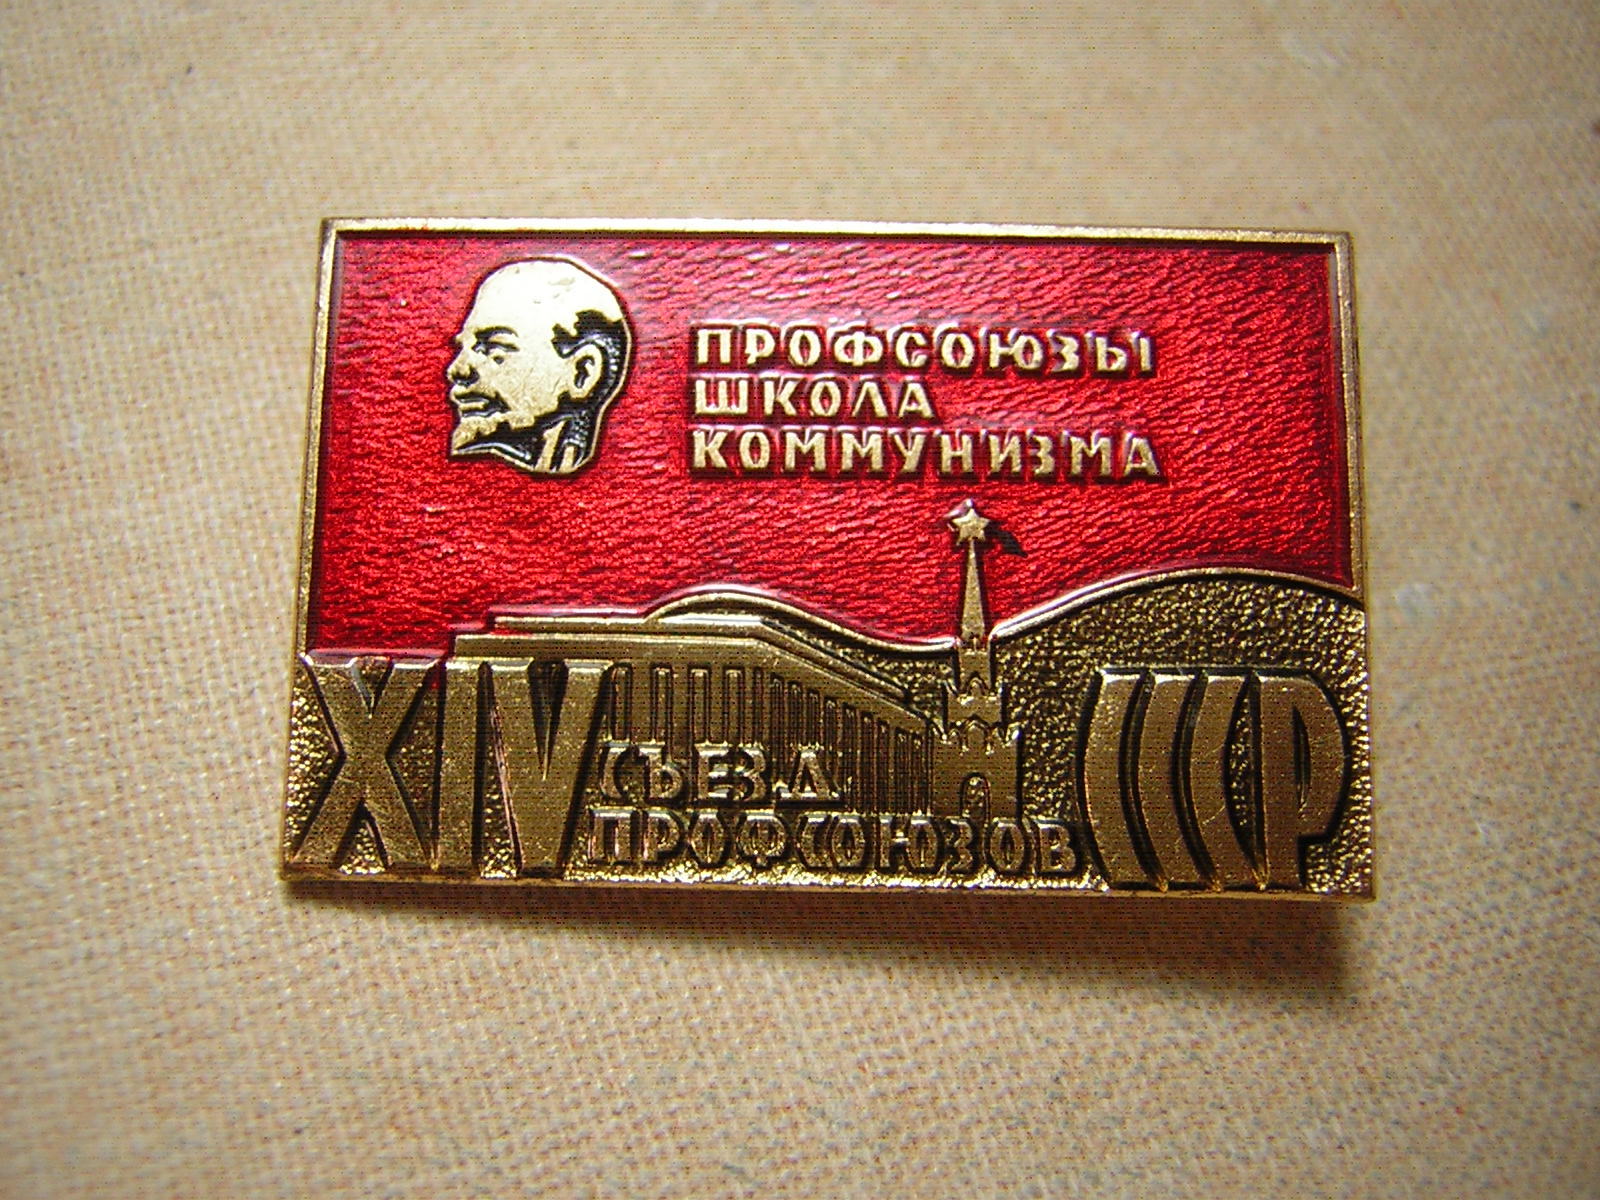 ПРОФСОЮЗЫ
ШКОЛА
КОММУНИЗМА
XIV
СЪЕЗД
ПРОФСОЮЗОВ
СССР